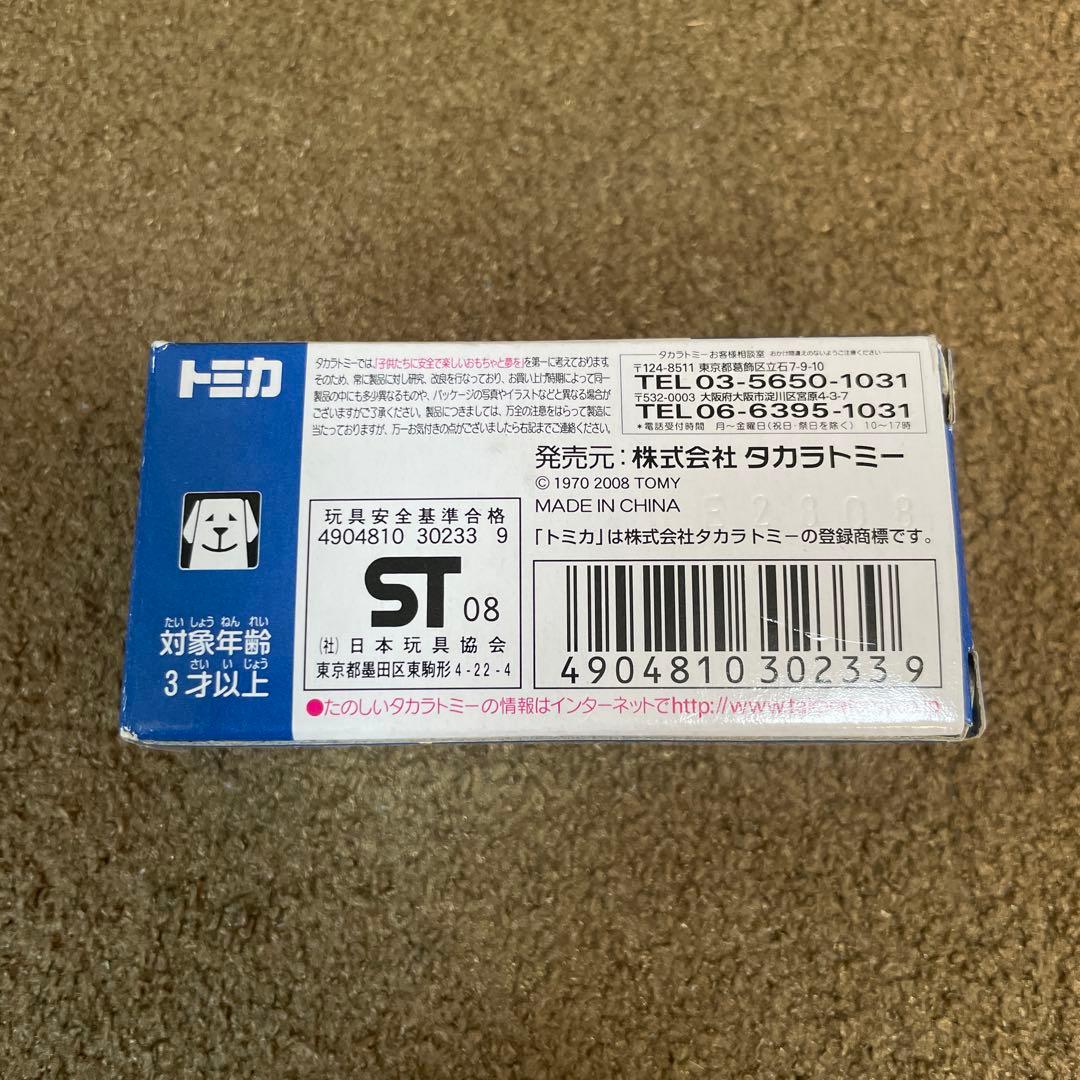 トミカ
タカラトミーでは、「子供たちに安全で楽しいおもちゃと夢を」を第一に考えております。
そのため、常に製品に対し研究、改良を行なっており、お買い上げ時期によって同一
製品の中にも多少異なるものや、パッケージの写真やイラストなどと異なる場合が
ございますがご了承ください。製品につきましては、万全の注意をはらって製造に
当たっておりますが、万一お気付きの点がございましたら右記までご連絡ください。
タカラトミーお客様相談室 おかけ間違えのないようご注意ください
〒124-8511 東京都葛飾区立石7-9-10
TEL 03-5650-1031
〒532-0003 大阪府大阪市淀川区宮原4-3-7
TEL 06-6395-1031
*電話受付時間 月～金曜日(祝日・祭日を除く) 10～17時
発売元:株式会社 タカラトミー
© 1970 2008 TOMY
MADE IN CHINA
「トミカ」は株式会社タカラトミーの登録商標です。
玩具安全基準合格
4904810 30233 9
ST 08
(社)日本玩具協会
東京都墨田区東駒形4-22-4
4904810302339
たいしょうねんれい
対象年齢
さいいじょう
3才以上
●たのしいタカラトミーの情報はインターネットでhttp://www.